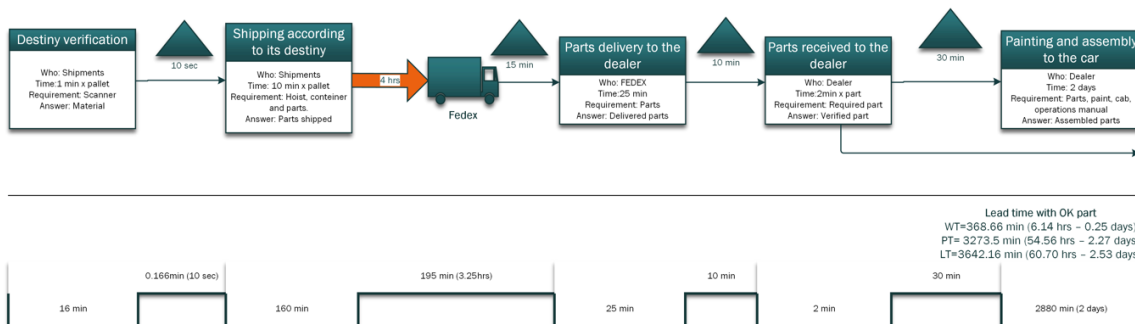 Destiny verification
Who: Shipments
Time:1 min x pallet
Requirement: Scanner
Answer: Material
10 sec
Shipping according
to its destiny
Who: Shipments
Time: 10 min x pallet
Requirement: Hoist, conteiner
and parts.
Answer: Parts shipped
4 hrs
Fedex
15 min
Parts delivery to the
dealer
Who: FEDEX
Time:25 min
Requirement: Parts
Answer: Delivered parts
10 min
Parts received to the
dealer
Who: Dealer
Time:2min x part
Requirement: Required part
Answer: Verified part
30 min
Painting and assembly
to the car
Who: Dealer
Time: 2 days
Requirement: Parts, paint, cab,
operations manual
Answer: Assembled parts
Lead time with OK part
WT=368.66 min (6.14 hrs – 0.25 days)
PT= 3273.5 min (54.56 hrs – 2.27 days
LT=3642.16 min (60.70 hrs – 2.53 days
0.166min (10 sec)
195 min (3.25hrs)
10 min
30 min
16 min
160 min
25 min
2 min
2880 min (2 days)